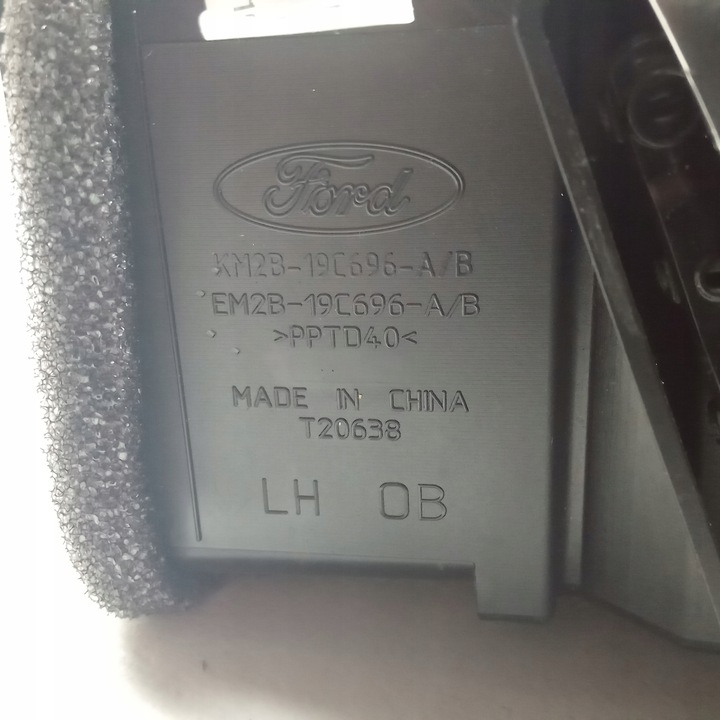 Ford
KM2B-19C696-A/B
EM2B-19C696-A/B
>PPTD40<
MADE IN CHINA
T20638
LH OB